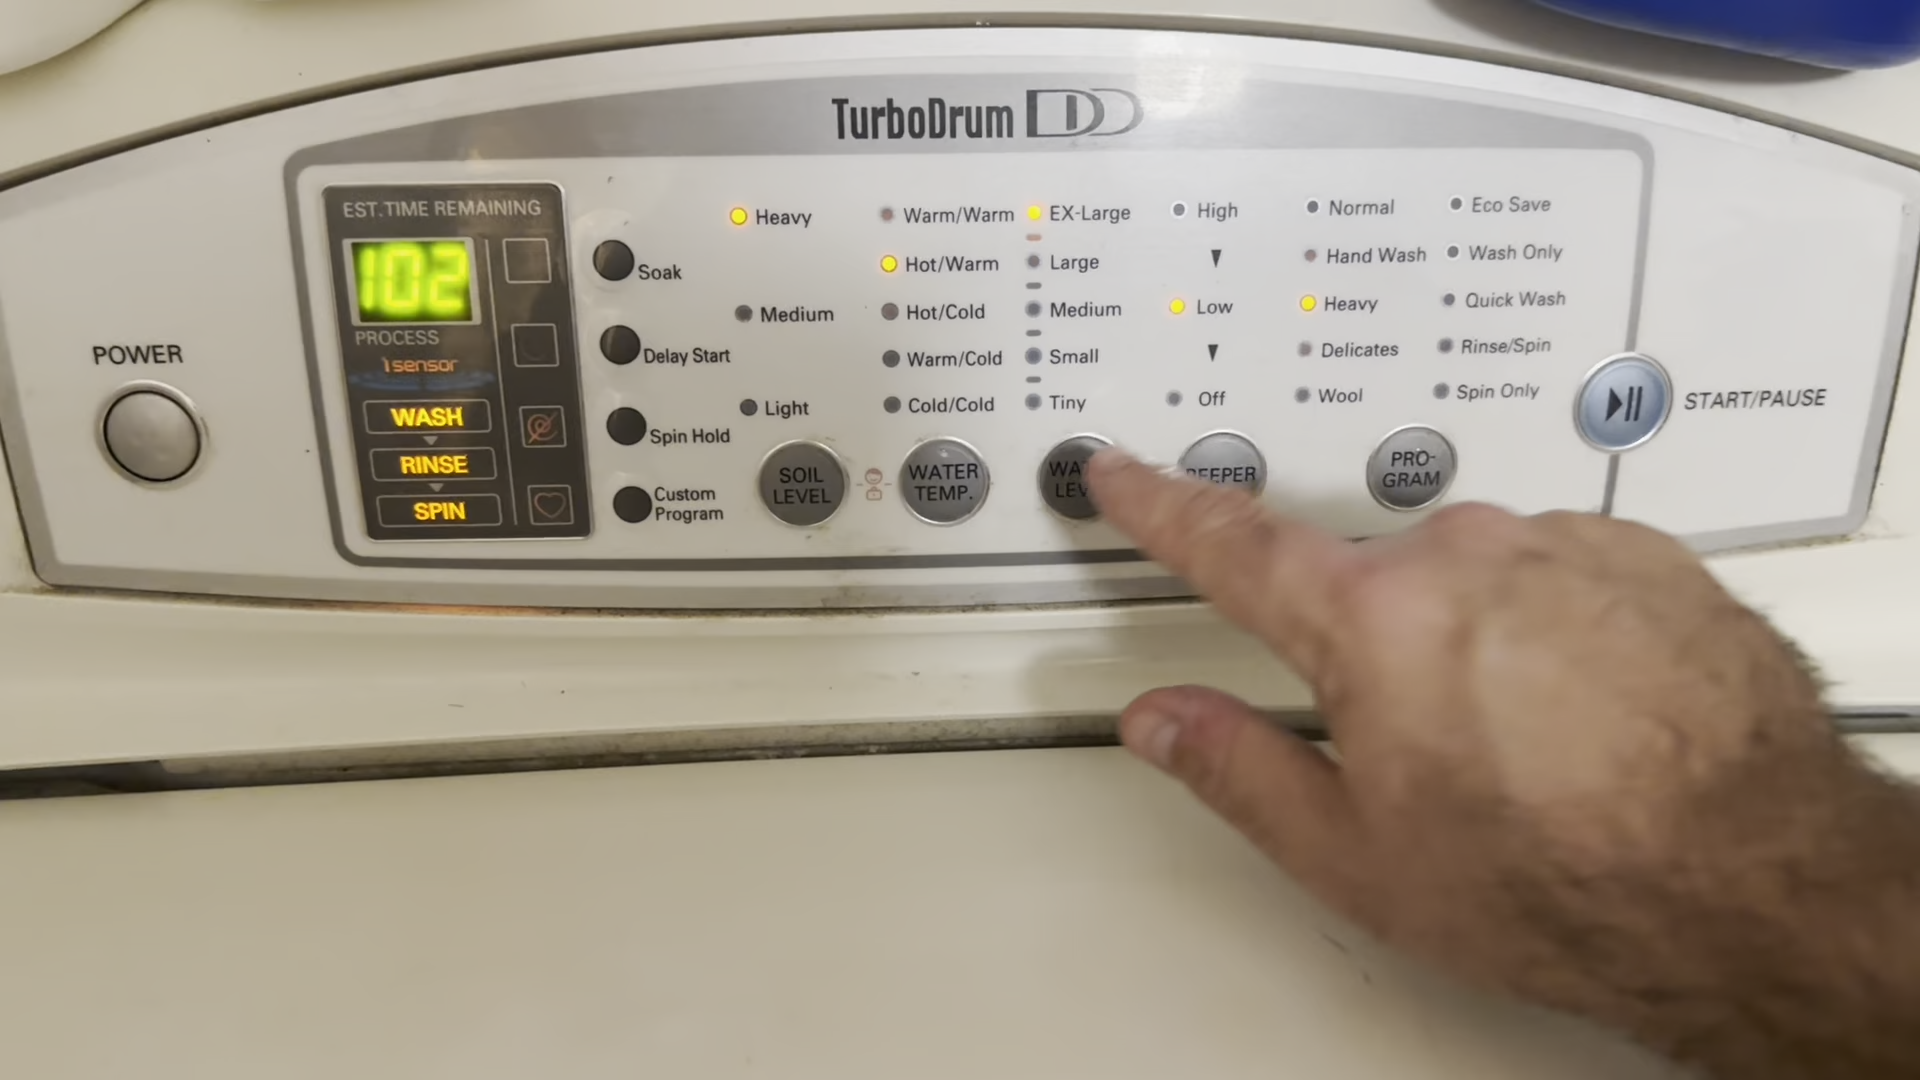 TurboDrum DD
EST.TIME REMAINING
102
PROCESS
isensor
WASH
RINSE
SPIN
POWER
Soak
Delay Start
Spin Hold
Custom
Program
Heavy
Medium
Light
SOIL
LEVEL
Warm/Warm
Hot/Warm
Hot/Cold
Warm/Cold
Cold/Cold
WATER
TEMP.
EX-Large
Large
Medium
Small
Tiny
High
Low
Off
BEEPER
Normal
Hand Wash
Heavy
Delicates
Wool
Eco Save
Wash Only
Quick Wash
Rinse/Spin
Spin Only
PRO-
GRAM
START/PAUSE